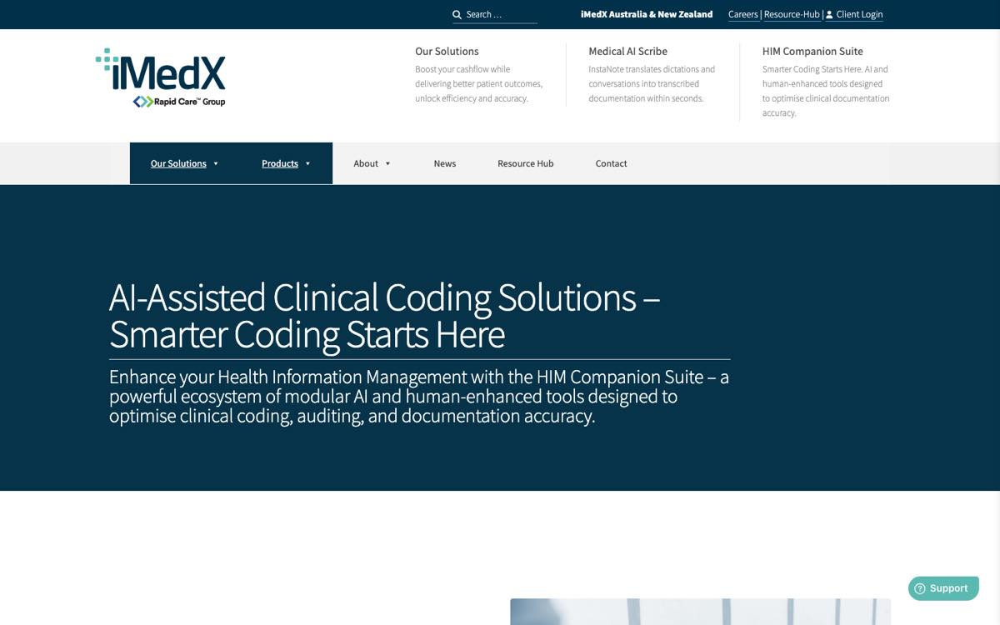 Search …
iMedX Australia & New Zealand
Careers | Resource-Hub | Client Login
iMedX
Rapid Care™ Group
Our Solutions
Boost your cashflow while
delivering better patient outcomes,
unlock efficiency and accuracy.
Medical AI Scribe
InstaNote translates dictations and
conversations into transcribed
documentation within seconds.
HIM Companion Suite
Smarter Coding Starts Here. AI and
human-enhanced tools designed
to optimise clinical documentation
accuracy.
Our Solutions
Products
About
News
Resource Hub
Contact
AI-Assisted Clinical Coding Solutions –
Smarter Coding Starts Here
Enhance your Health Information Management with the HIM Companion Suite – a
powerful ecosystem of modular AI and human-enhanced tools designed to
optimise clinical coding, auditing, and documentation accuracy.
Support